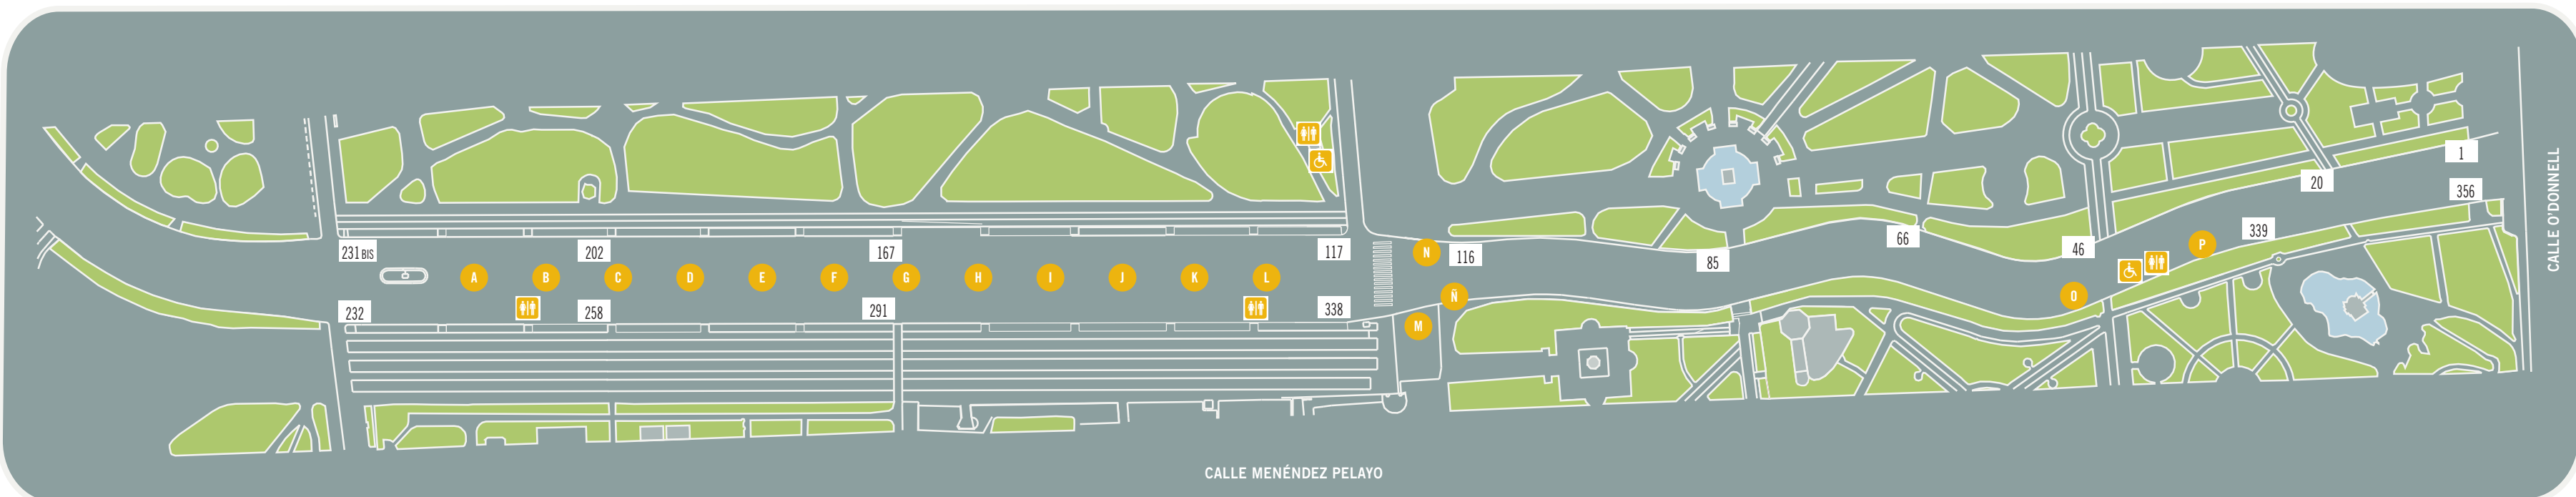 1
20
356
CALLE O'DONNELL
66
46
339
P
231 BIS
202
167
117
N
116
85
A
B
C
D
E
F
G
H
I
J
K
L
Ñ
O
232
258
291
338
M
CALLE MENÉNDEZ PELAYO